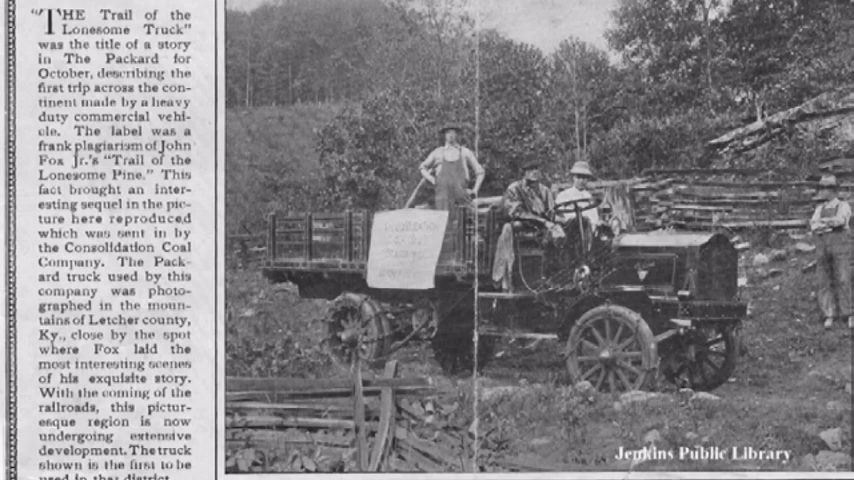 "THE Trail of the
Lonesome Truck"
was the title of a story
in The Packard for
October, describing the
first trip across the con-
tinent made by a heavy
duty commercial vehi-
cle. The label was a
frank plagiarism of John
Fox Jr.'s "Trail of the
Lonesome Pine." This
fact brought an inter-
esting sequel in the pic-
ture here reproduced
which was sent in by
the Consolidation Coal
Company. The Pack-
ard truck used by this
company was photo-
graphed in the moun-
tains of Letcher county,
Ky., close by the spot
where Fox laid the
most interesting scenes
of his exquisite story.
With the coming of the
railroads, this pictur-
esque region is now
undergoing extensive
development. The truck
shown is the first to be
used in that district.
Jenkins Public Library